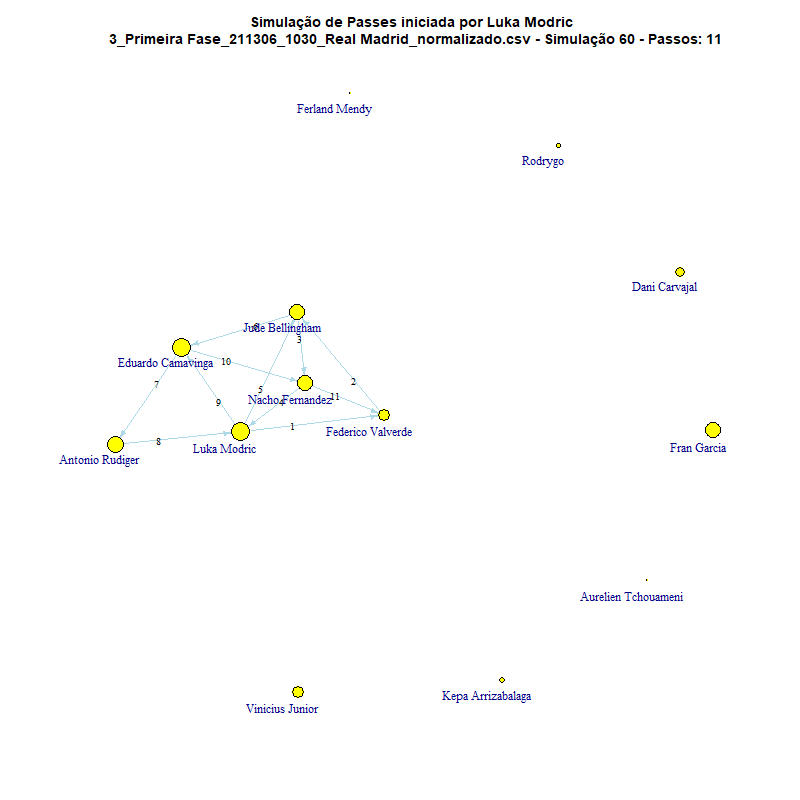 Simulação de Passes iniciada por Luka Modric
3_Primeira Fase_211306_1030_Real Madrid_normalizado.csv - Simulação 60 - Passos: 11
Ferland Mendy
Rodrygo
Dani Carvajal
Jude Bellingham
3
Eduardo Camavinga
10
2
7
5
Nacho Fernandez
11
9
4
1
Federico Valverde
8
Luka Modric
Antonio Rudiger
Fran Garcia
Aurelien Tchouameni
Kepa Arrizabalaga
Vinicius Junior